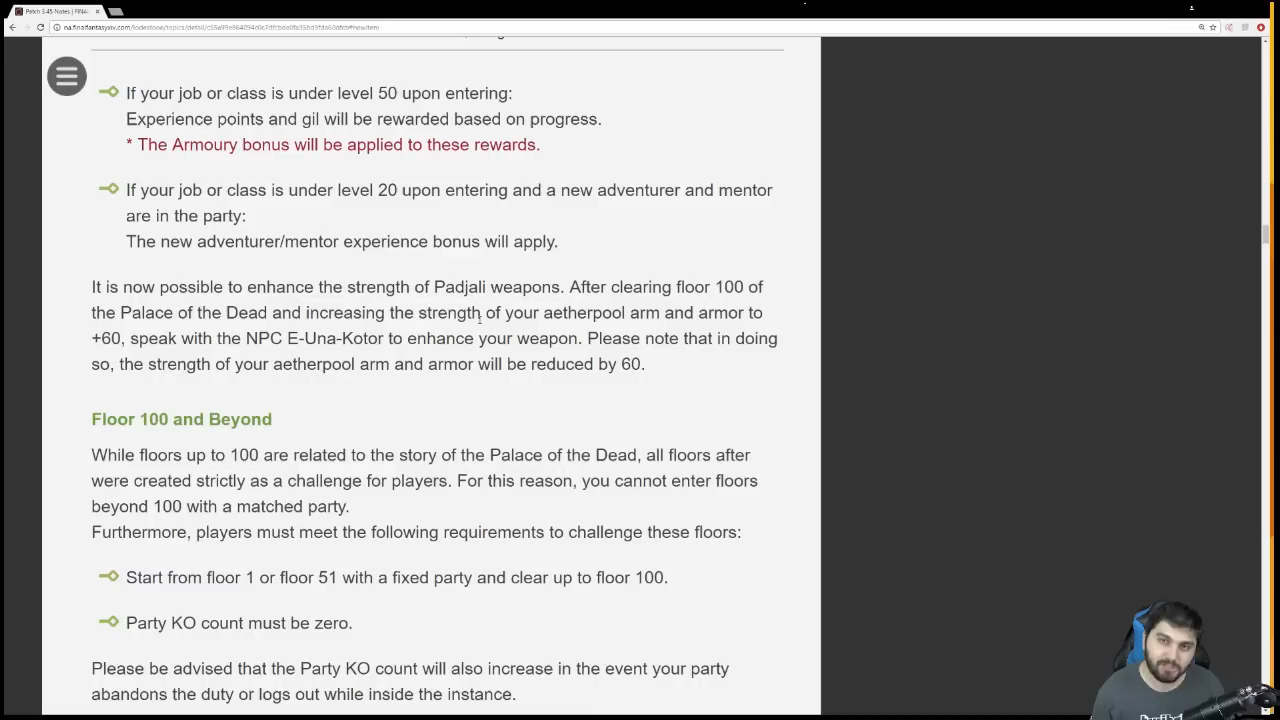 Patch 3.45 Notes | FINAL
na.finalfantasyxiv.com/lodestone/topics/detail/
If your job or class is under level 50 upon entering:
Experience points and gil will be rewarded based on progress.
* The Armoury bonus will be applied to these rewards.
If your job or class is under level 20 upon entering and a new adventurer and mentor
are in the party:
The new adventurer/mentor experience bonus will apply.
It is now possible to enhance the strength of Padjali weapons. After clearing floor 100 of
the Palace of the Dead and increasing the strength of your aetherpool arm and armor to
+60, speak with the NPC E-Una-Kotor to enhance your weapon. Please note that in doing
so, the strength of your aetherpool arm and armor will be reduced by 60.
Floor 100 and Beyond
While floors up to 100 are related to the story of the Palace of the Dead, all floors after
were created strictly as a challenge for players. For this reason, you cannot enter floors
beyond 100 with a matched party.
Furthermore, players must meet the following requirements to challenge these floors:
Start from floor 1 or floor 51 with a fixed party and clear up to floor 100.
Party KO count must be zero.
Please be advised that the Party KO count will also increase in the event your party
abandons the duty or logs out while inside the instance.